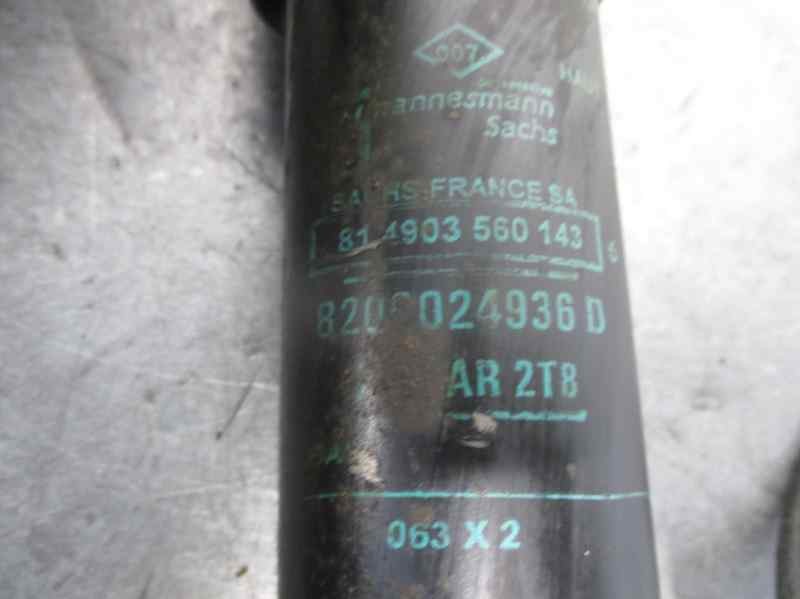 007
mannesmann
Sachs
SACHS FRANCE SA
81 4903 560 143
024936 D
AR 2T8
063 X 2